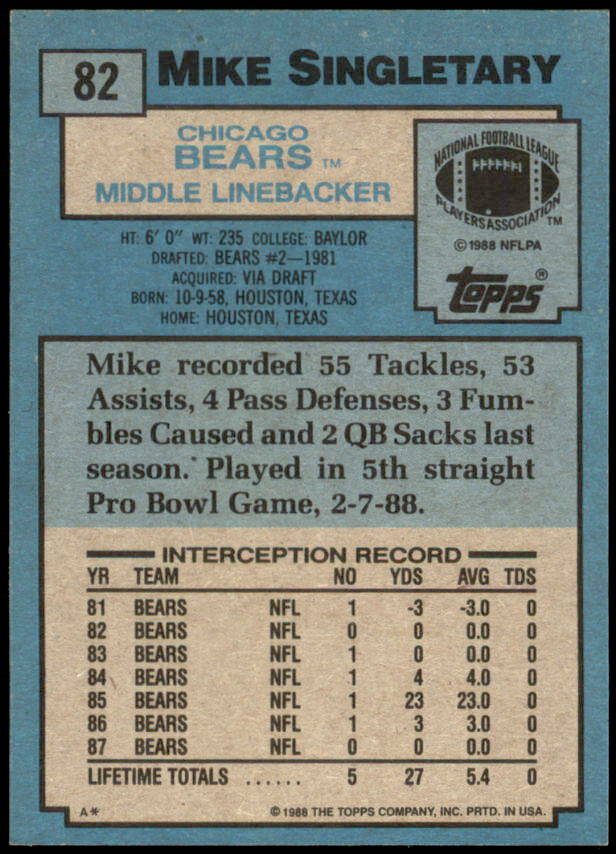 82
MIKE SINGLETARY
CHICAGO
BEARS TM
MIDDLE LINEBACKER
NATIONAL FOOTBALL LEAGUE
PLAYERS ASSOCIATION TM
© 1988 NFLPA
TOPPS ®
HT: 6' 0" WT: 235 COLLEGE: BAYLOR
DRAFTED: BEARS #2—1981
ACQUIRED: VIA DRAFT
BORN: 10-9-58, HOUSTON, TEXAS
HOME: HOUSTON, TEXAS
Mike recorded 55 Tackles, 53
Assists, 4 Pass Defenses, 3 Fum-
bles Caused and 2 QB Sacks last
season. Played in 5th straight
Pro Bowl Game, 2-7-88.
INTERCEPTION RECORD
YR TEAM NO YDS AVG TDS
81 BEARS NFL 1 -3 -3.0 0
82 BEARS NFL 0 0 0.0 0
83 BEARS NFL 1 0 0.0 0
84 BEARS NFL 1 4 4.0 0
85 BEARS NFL 1 23 23.0 0
86 BEARS NFL 1 3 3.0 0
87 BEARS NFL 0 0 0.0 0
LIFETIME TOTALS ...... 5 27 5.4 0
A* © 1988 THE TOPPS COMPANY, INC. PRTD. IN USA.